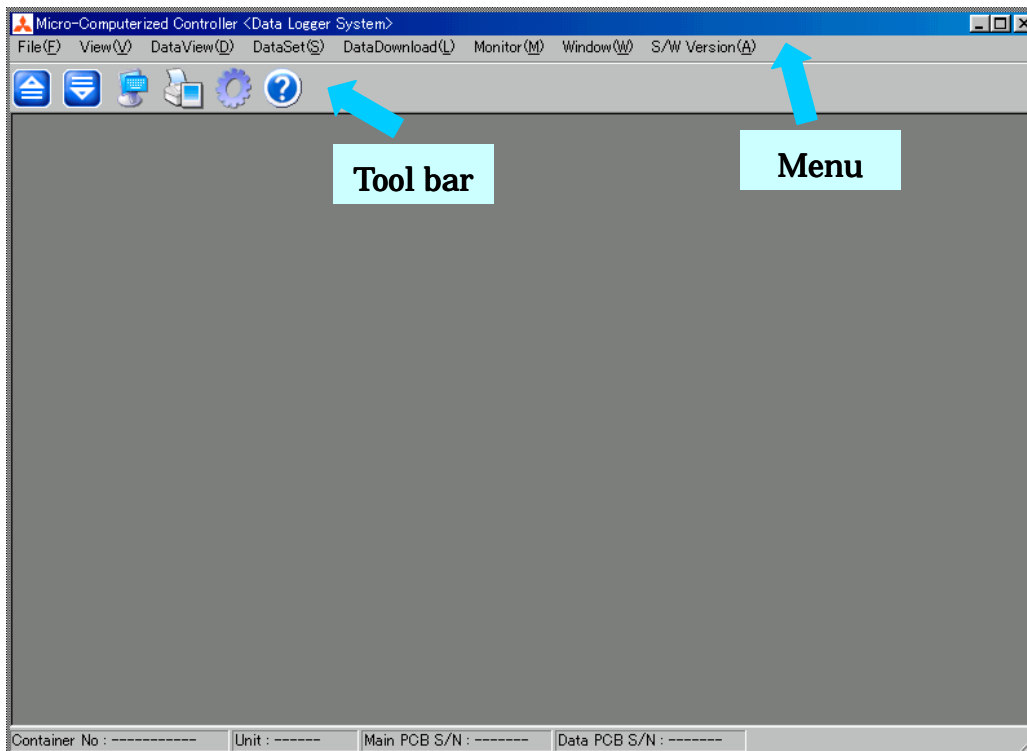 Micro-Computerized Controller <Data Logger System>
File(F) View(V) DataView(D) DataSet(S) DataDownload(L) Monitor(M) Window(W) S/W Version(A)
?
Tool bar
Menu
Container No : ----------- Unit : ------ Main PCB S/N : ------- Data PCB S/N : -------